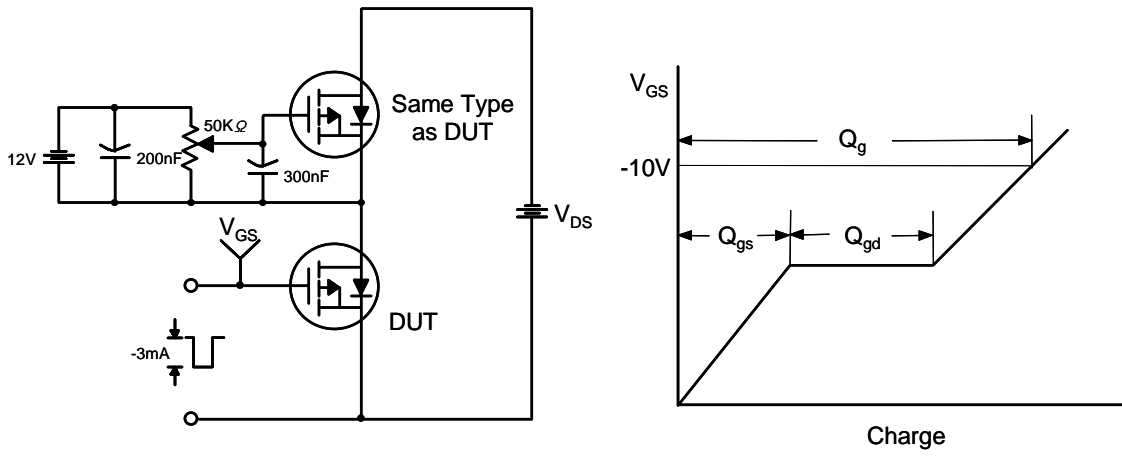 Same Type
as DUT
50KΩ
12V
200nF
300nF
V_GS
V_DS
DUT
-3mA
V_GS
Q_g
-10V
Q_gs
Q_gd
Charge